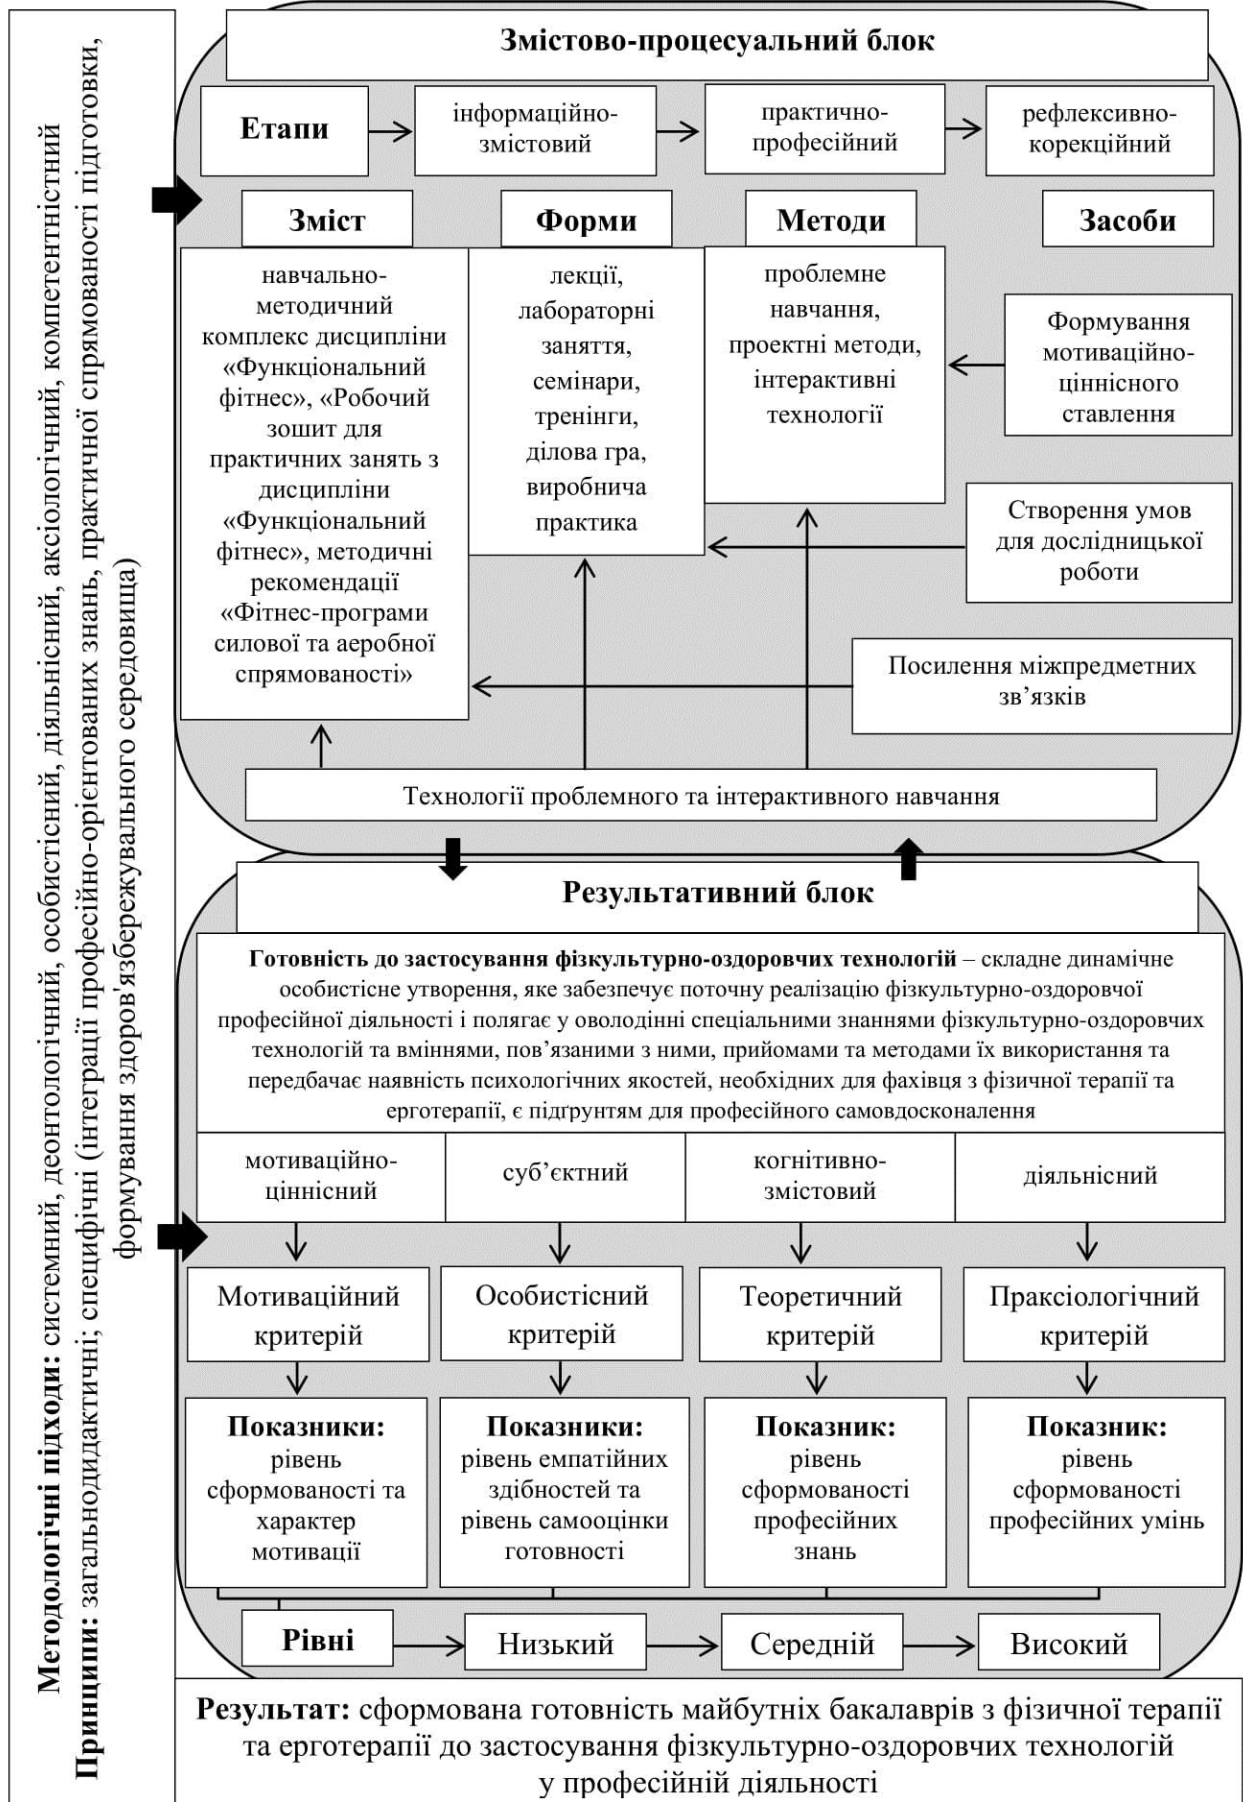 Методологічні підходи: системний, деонтологічний, особистісний, діяльнісний, аксіологічний, компетентністний
Принципи: загальнодидактичні; специфічні (інтеграції професійно-орієнтованих знань, практичної спрямованості підготовки,
формування здоров'язбережувального середовища)
Змістово-процесуальний блок
Етапи
інформаційно-
змістовий
практично-
професійний
рефлексивно-
корекційний
Зміст
Форми
Методи
Засоби
навчально-
методичний
комплекс дисципліни
«Функціональний
фітнес», «Робочий
зошит для
практичних занять з
дисципліни
«Функціональний
фітнес», методичні
рекомендації
«Фітнес-програми
силової та аеробної
спрямованості»
лекції,
лабораторні
заняття,
семінари,
тренінги,
ділова гра,
виробнича
практика
проблемне
навчання,
проектні методи,
інтерактивні
технології
Формування
мотиваційно-
ціннісного
ставлення
Створення умов
для дослідницької
роботи
Посилення міжпредметних
зв’язків
Технології проблемного та інтерактивного навчання
Результативний блок
Готовність до застосування фізкультурно-оздоровчих технологій – складне динамічне
особистісне утворення, яке забезпечує поточну реалізацію фізкультурно-оздоровчої
професійної діяльності і полягає у оволодінні спеціальними знаннями фізкультурно-оздоровчих
технологій та вміннями, пов’язаними з ними, прийомами та методами їх використання та
передбачає наявність психологічних якостей, необхідних для фахівця з фізичної терапії та
ерготерапії, є підґрунтям для професійного самовдосконалення
мотиваційно-
ціннісний
суб’єктний
когнітивно-
змістовий
діяльнісний
Мотиваційний
критерій
Особистісний
критерій
Теоретичний
критерій
Праксіологічний
критерій
Показники:
рівень
сформованості та
характер
мотивації
Показники:
рівень емпатійних
здібностей та
рівень самооцінки
готовності
Показник:
рівень
сформованості
професійних
знань
Показник:
рівень
сформованості
професійних умінь
Рівні
Низький
Середній
Високий
Результат: сформована готовність майбутніх бакалаврів з фізичної терапії
та ерготерапії до застосування фізкультурно-оздоровчих технологій
у професійній діяльності